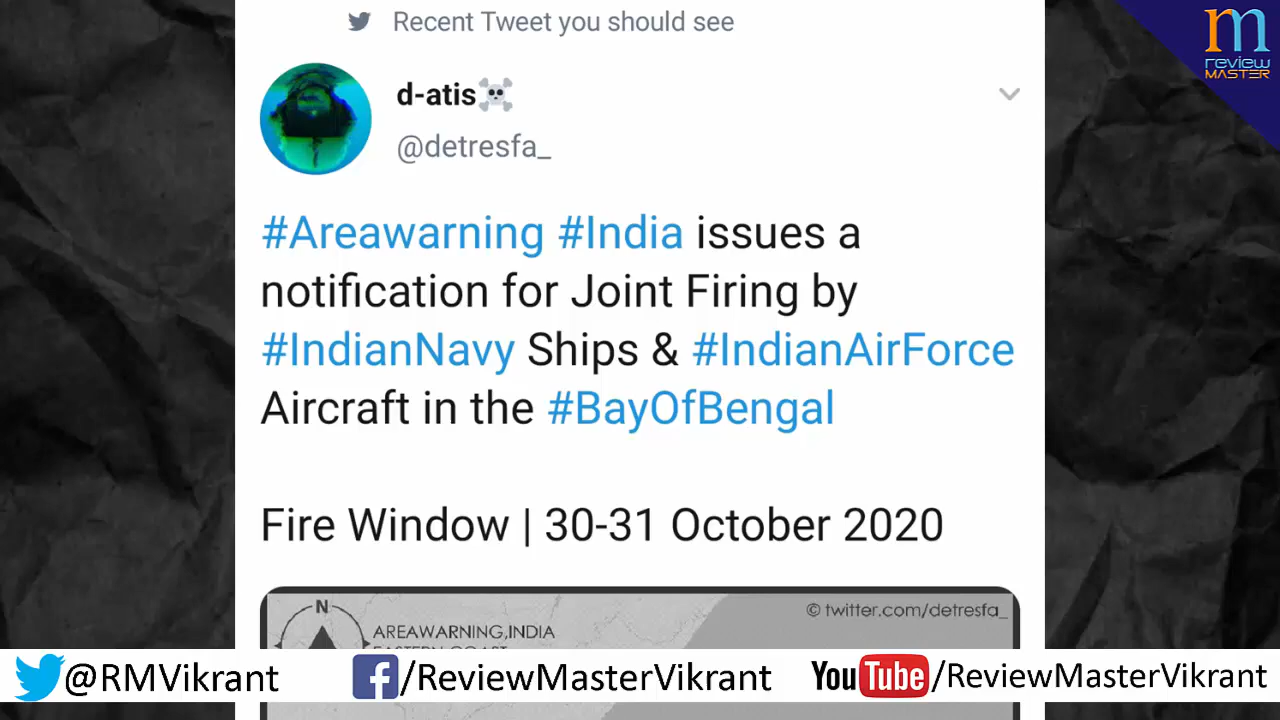 Recent Tweet you should see
m
review
MASTER
d-atis☠
@detresfa_
#Areawarning #India issues a
notification for Joint Firing by
#IndianNavy Ships & #IndianAirForce
Aircraft in the #BayOfBengal
Fire Window | 30-31 October 2020
N
© twitter.com/detresfa_
AREAWARNING,INDIA
@RMVikrant
f/ReviewMasterVikrant
YouTube/ReviewMasterVikrant